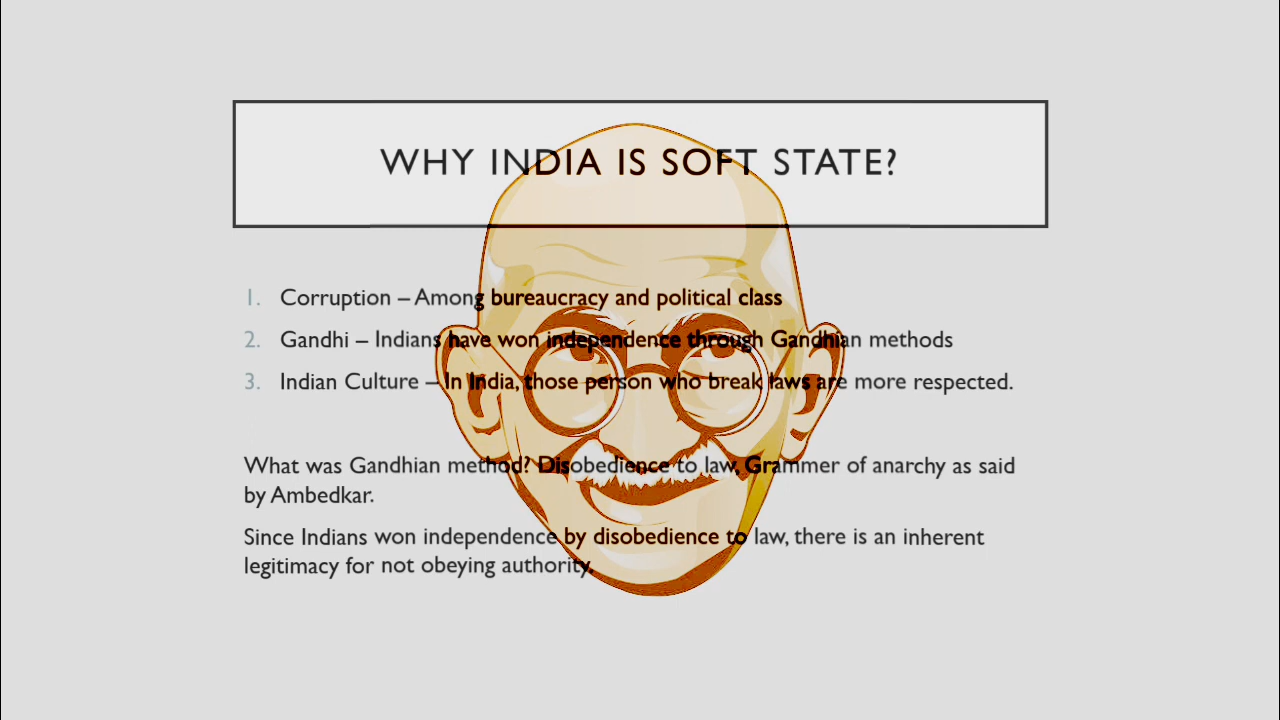 WHY INDIA IS SOFT STATE?
1. Corruption – Among bureaucracy and political class
2. Gandhi – Indians have won independence through Gandhian methods
3. Indian Culture – In India, those person who break laws are more respected.
What was Gandhian method? Disobedience to law, Grammer of anarchy as said
by Ambedkar.
Since Indians won independence by disobedience to law, there is an inherent
legitimacy for not obeying authority.